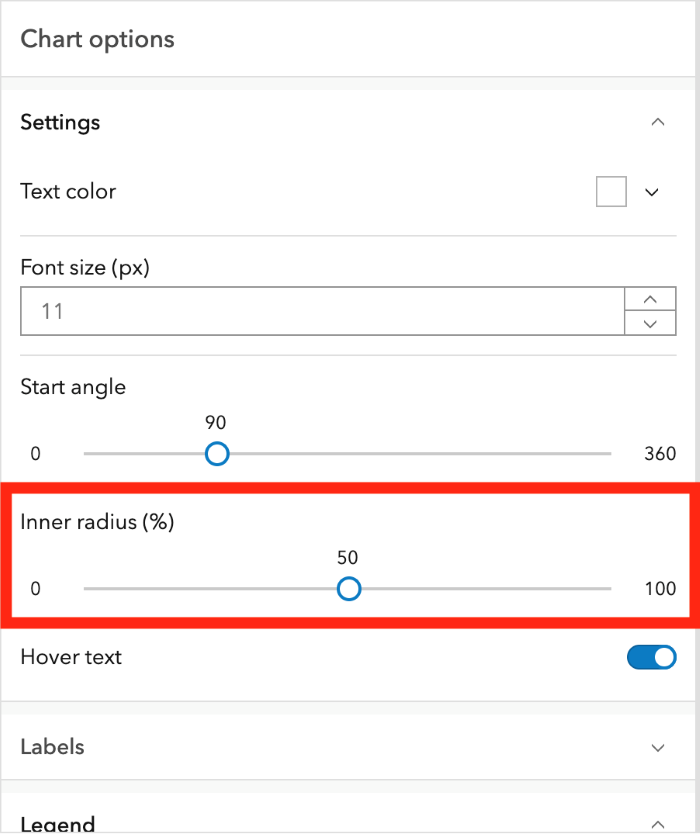 Chart options
Settings
Text color
Font size (px)
11
Start angle
90
0 360
Inner radius (%)
50
0 100
Hover text
Labels
Legend